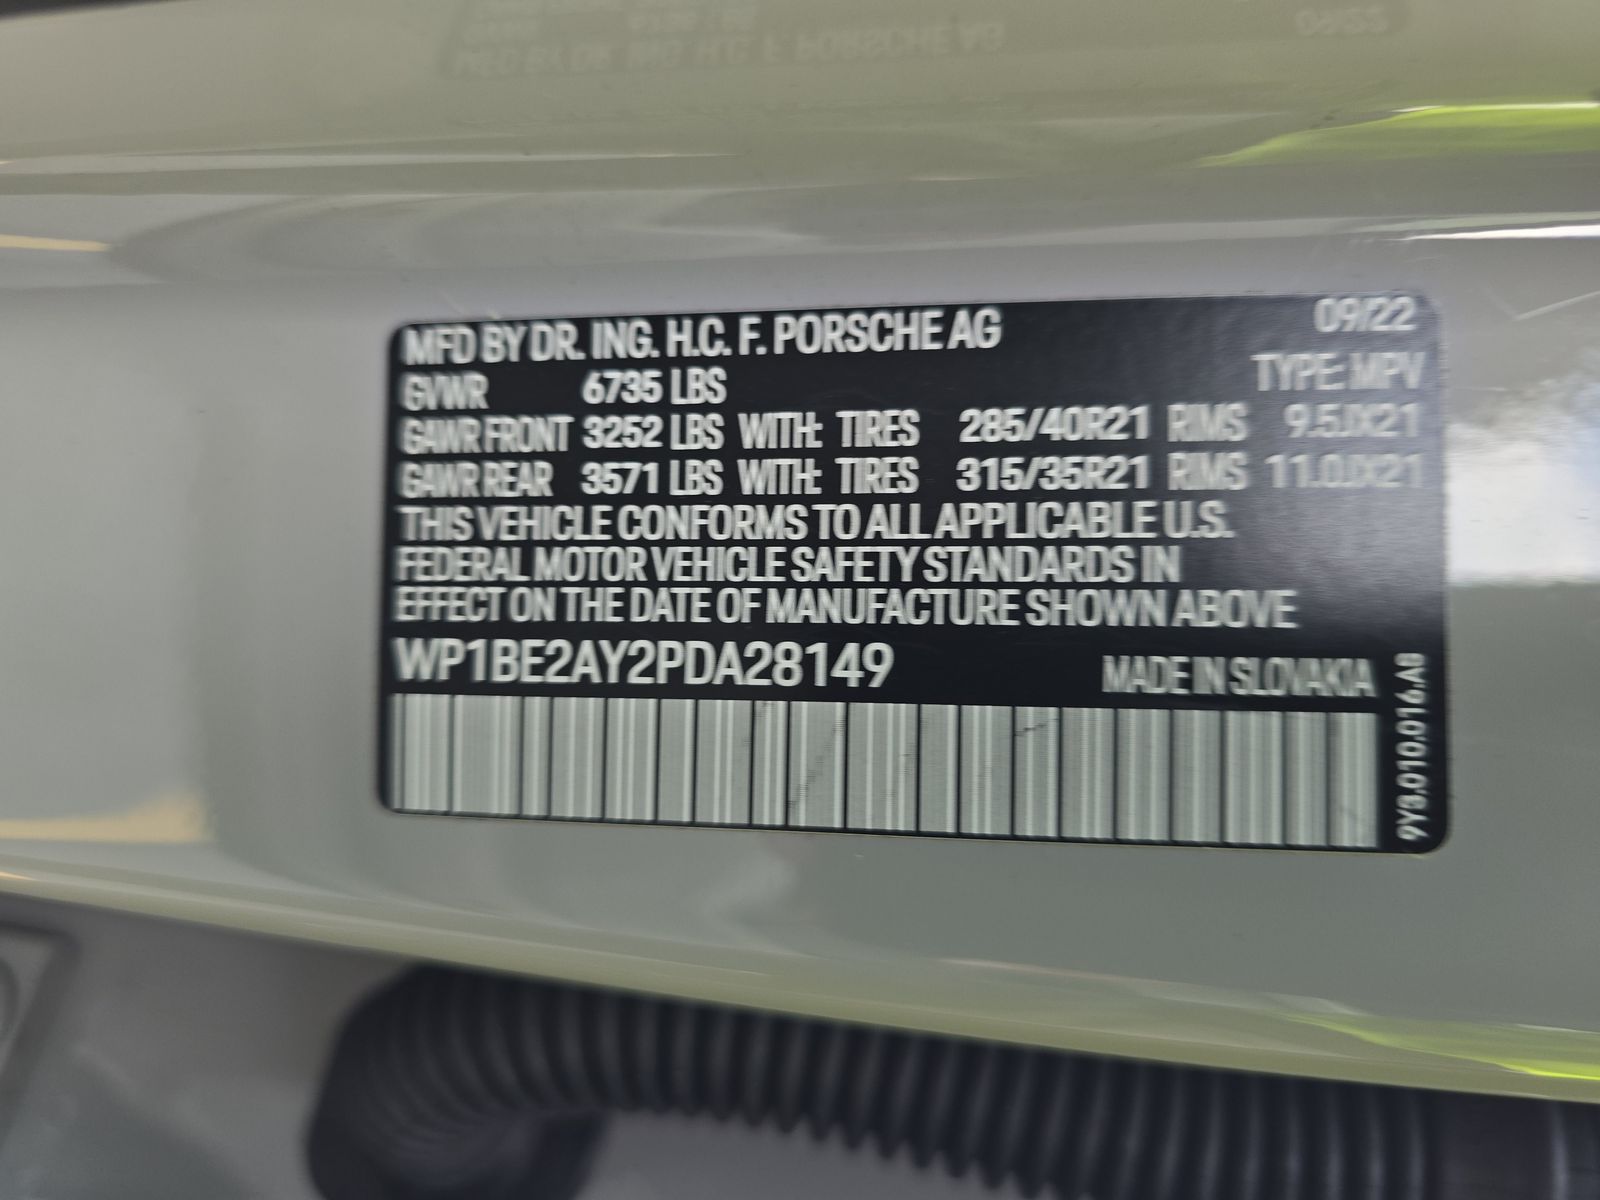 MFD BY DR. ING. H.C. F. PORSCHE AG 09/22
GVWR 6735 LBS TYPE: MPV
GAWR FRONT 3252 LBS WITH: TIRES 285/40R21 RIMS 9.5JX21
GAWR REAR 3571 LBS WITH: TIRES 315/35R21 RIMS 11.0JX21
THIS VEHICLE CONFORMS TO ALL APPLICABLE U.S.
FEDERAL MOTOR VEHICLE SAFETY STANDARDS IN
EFFECT ON THE DATE OF MANUFACTURE SHOWN ABOVE
WP1BE2AY2PDA28149 MADE IN SLOVAKIA
9Y3.010.016.AB